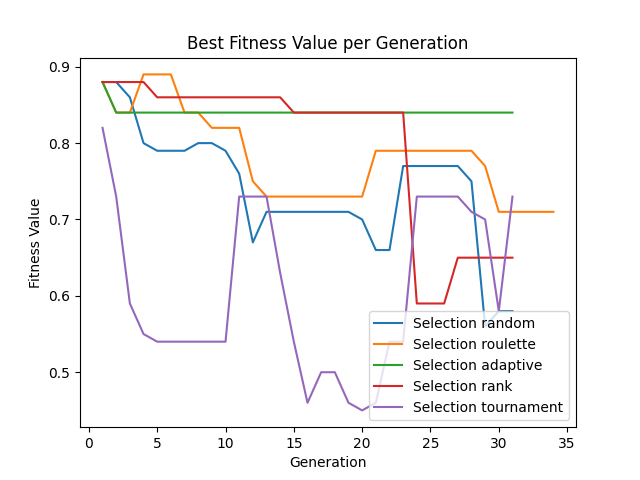 Best Fitness Value per Generation
Fitness Value
0.9
0.8
0.7
0.6
0.5
0
5
10
15
20
25
30
35
Generation
Selection random
Selection roulette
Selection adaptive
Selection rank
Selection tournament